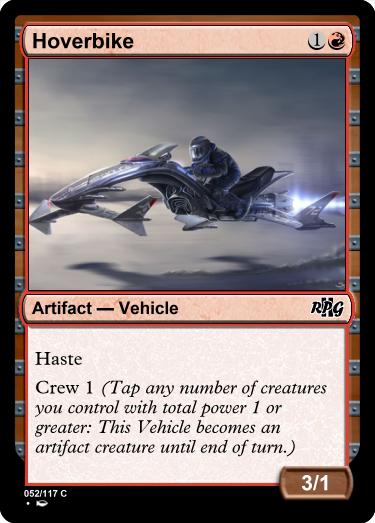 Hoverbike 1
Artifact — Vehicle RPG
Haste
Crew 1 (Tap any number of creatures
you control with total power 1 or
greater: This Vehicle becomes an
artifact creature until end of turn.)
3/1
052/117 C